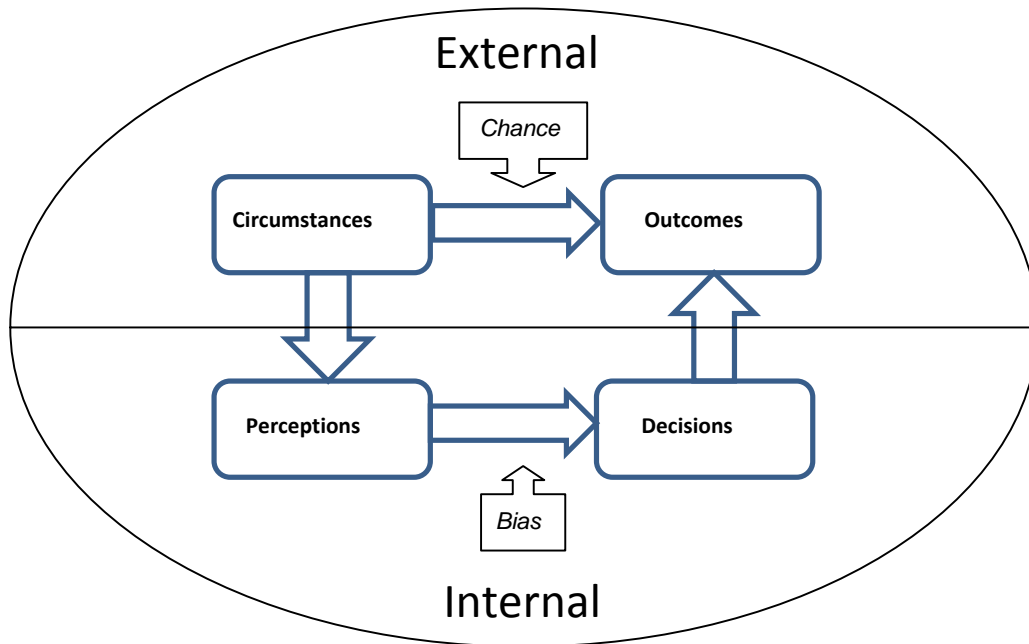 External
Chance
Circumstances
Outcomes
Perceptions
Decisions
Bias
Internal